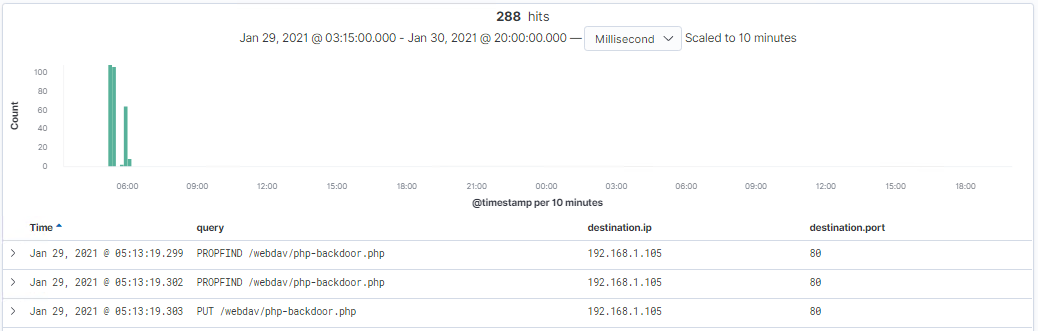 288 hits
Jan 29, 2021 @ 03:15:00.000 - Jan 30, 2021 @ 20:00:00.000 — Millisecond Scaled to 10 minutes
Count
100
80
60
40
20
0
06:00 09:00 12:00 15:00 18:00 21:00 00:00 03:00 06:00 09:00 12:00 15:00 18:00
@timestamp per 10 minutes
Time query destination.ip destination.port
Jan 29, 2021 @ 05:13:19.299 PROPFIND /webdav/php-backdoor.php 192.168.1.105 80
Jan 29, 2021 @ 05:13:19.302 PROPFIND /webdav/php-backdoor.php 192.168.1.105 80
Jan 29, 2021 @ 05:13:19.303 PUT /webdav/php-backdoor.php 192.168.1.105 80